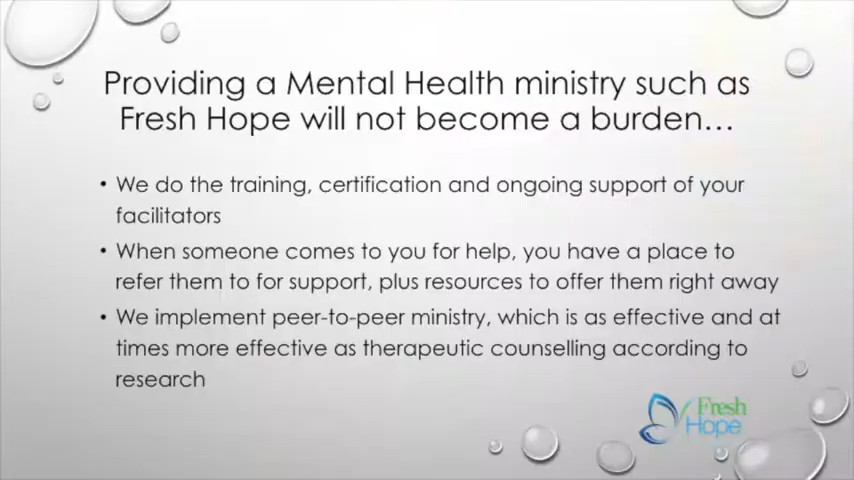 Providing a Mental Health ministry such as
Fresh Hope will not become a burden…
• We do the training, certification and ongoing support of your
facilitators
• When someone comes to you for help, you have a place to
refer them to for support, plus resources to offer them right away
• We implement peer-to-peer ministry, which is as effective and at
times more effective as therapeutic counselling according to
research
Fresh
Hope